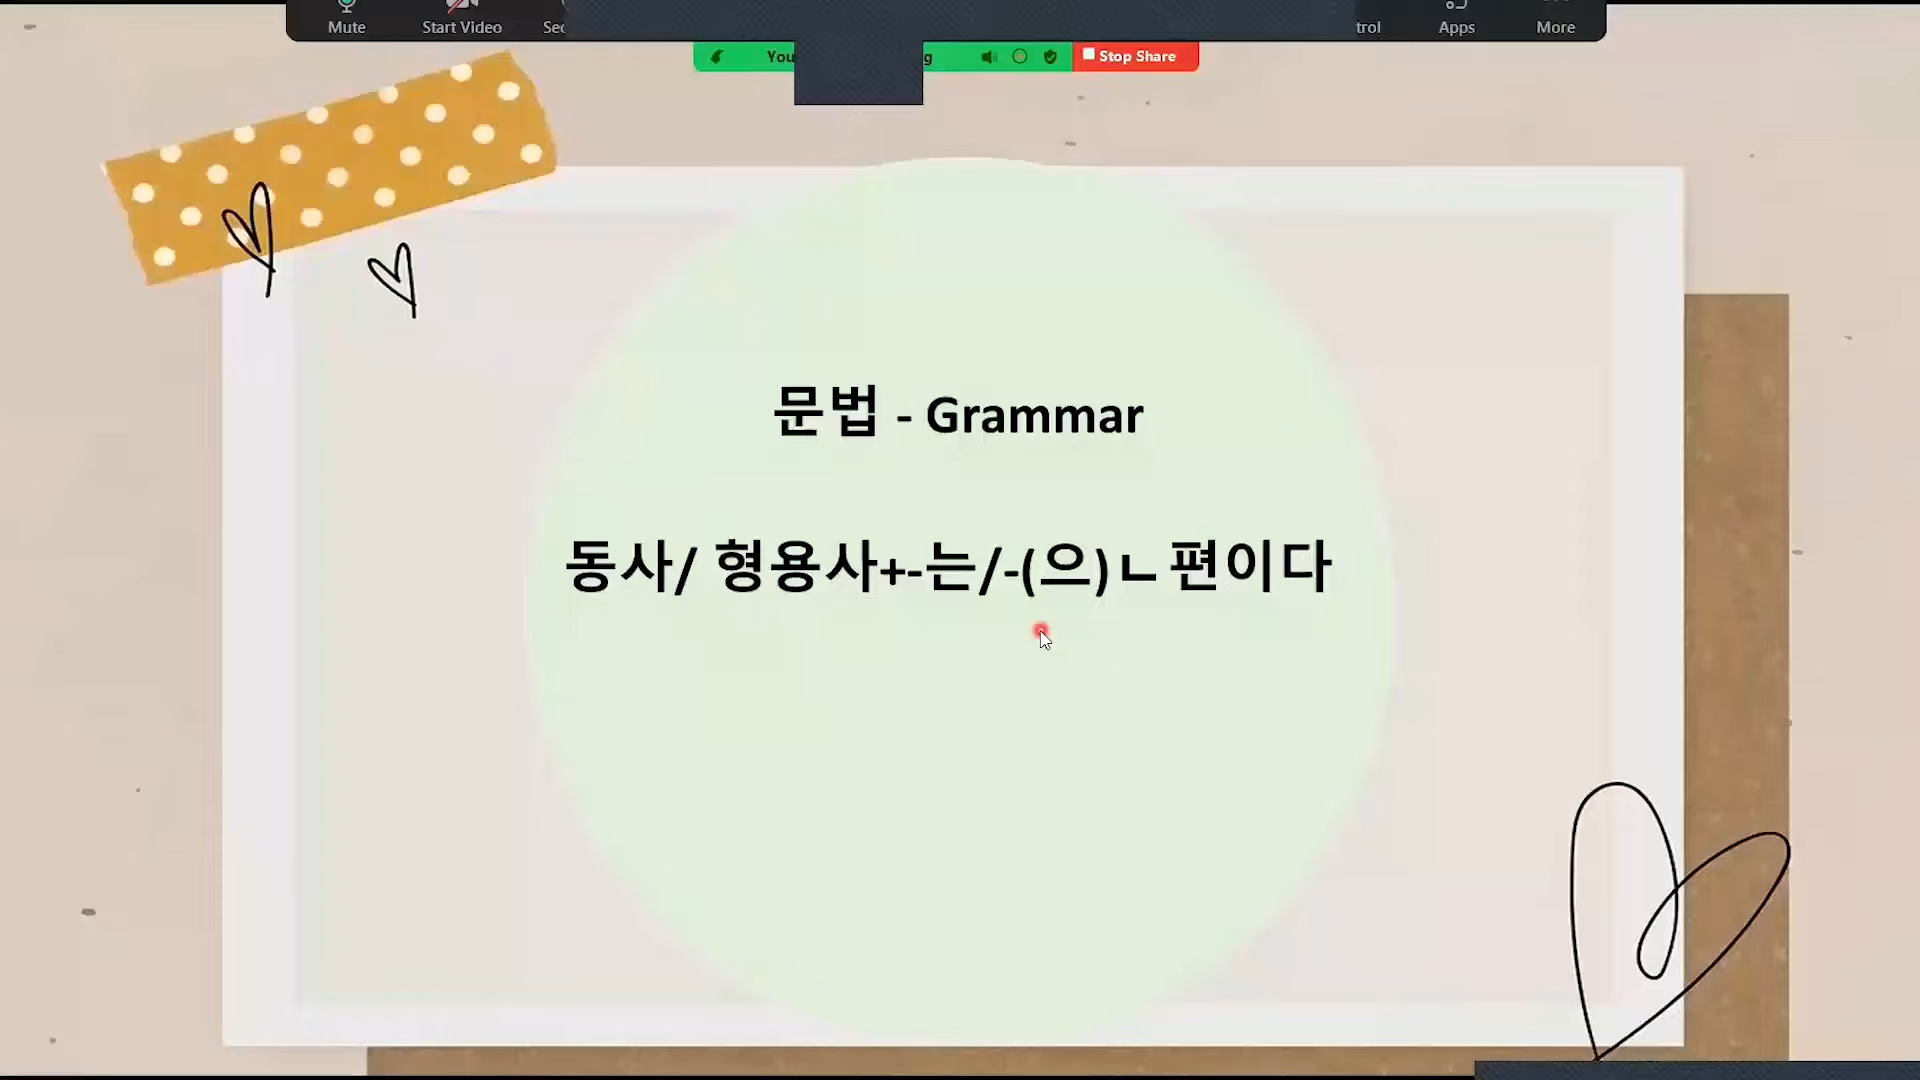 Mute Start Video Apps More
Stop Share
문법 - Grammar
동사/ 형용사+-는/-(으)ㄴ 편이다